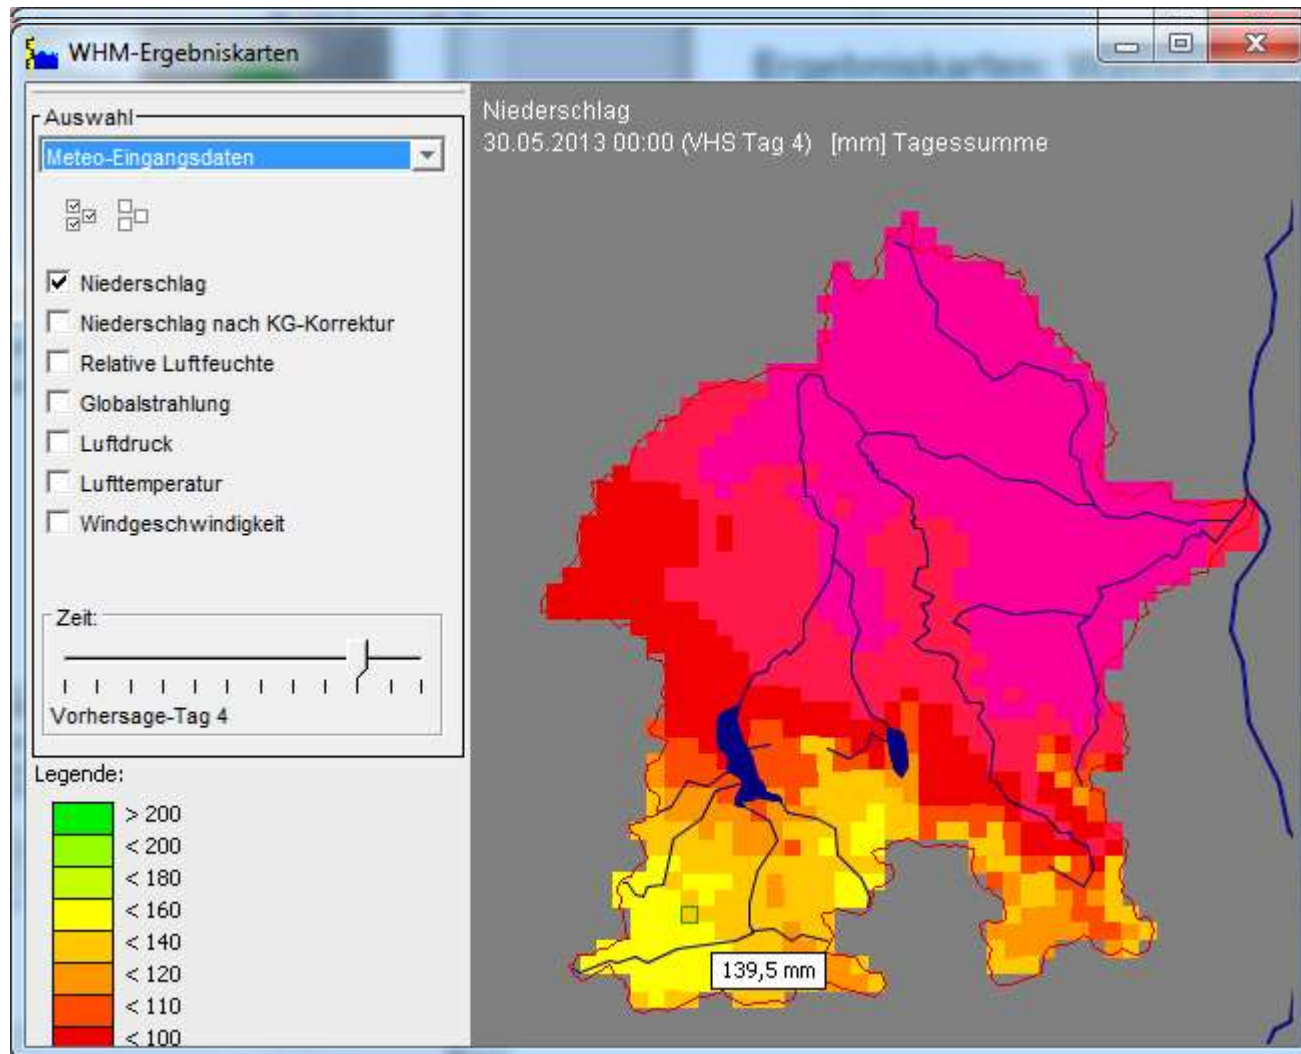 WHM-Ergebniskarten
Ergebniskarten:
Auswahl
Meteo-Eingangsdaten
Niederschlag
Niederschlag nach KG-Korrektur
Relative Luftfeuchte
Globalstrahlung
Luftdruck
Lufttemperatur
Windgeschwindigkeit
Zeit:
Vorhersage-Tag 4
Legende:
> 200
< 200
< 180
< 160
< 140
< 120
< 110
< 100
Niederschlag
30.05.2013 00:00 (VHS Tag 4) [mm] Tagessumme
139,5 mm